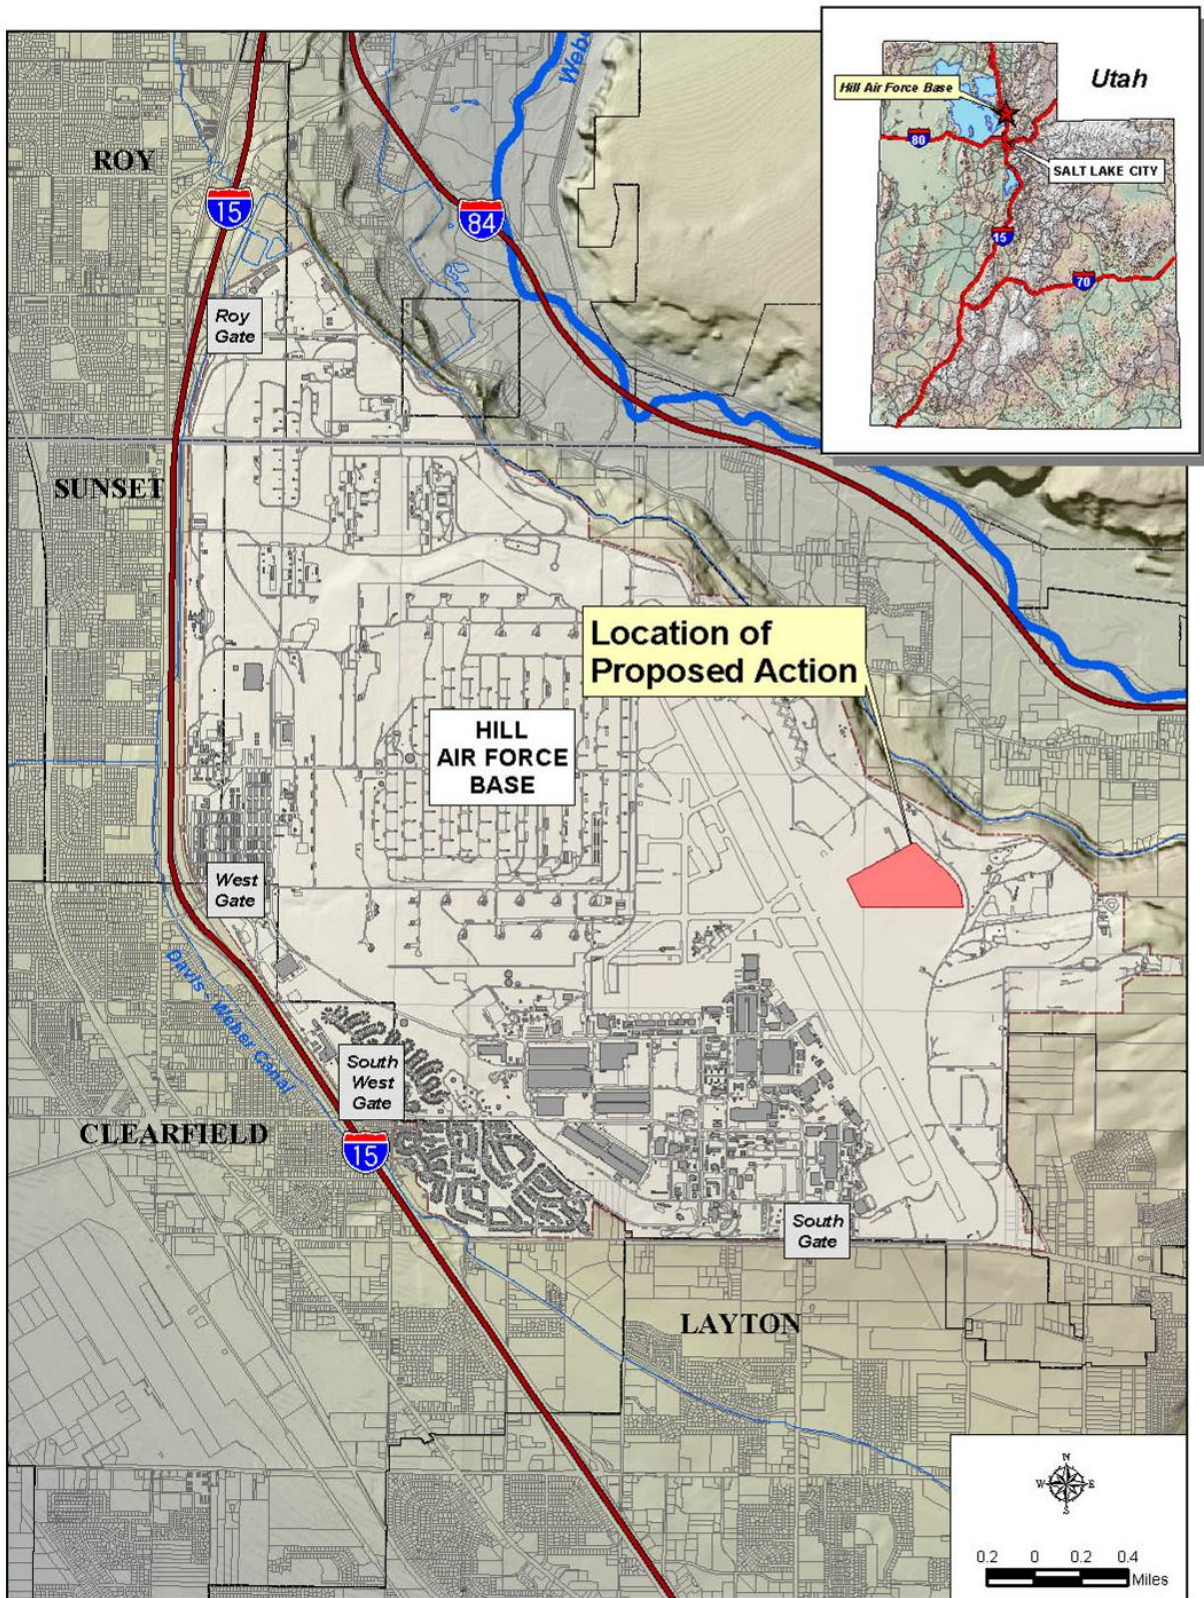 Utah
Hill Air Force Base
80
SALT LAKE CITY
15
70
Webe
ROY
15
84
Roy
Gate
SUNSET
Location of
Proposed Action
HILL
AIR FORCE
BASE
West
Gate
Davis - Weber Canal
South
West
Gate
CLEARFIELD
15
South
Gate
LAYTON
N
W
E
S
0.2 0 0.2 0.4
Miles